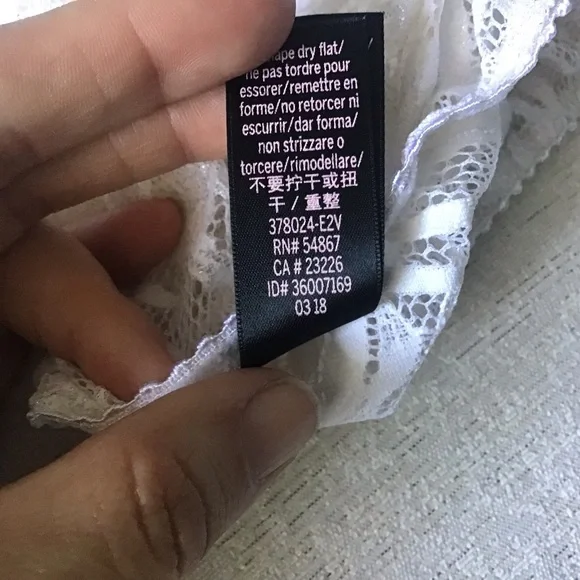 dry flat/
ne pas tordre pour
essorer/remettre en
forme/no retorcer ni
escurrir/dar forma/
non strizzare o
torcere/rimodellare/
不要拧干或扭
干 / 重整
378024-E2V
RN# 54867
CA # 23226
ID# 36007169
03 18